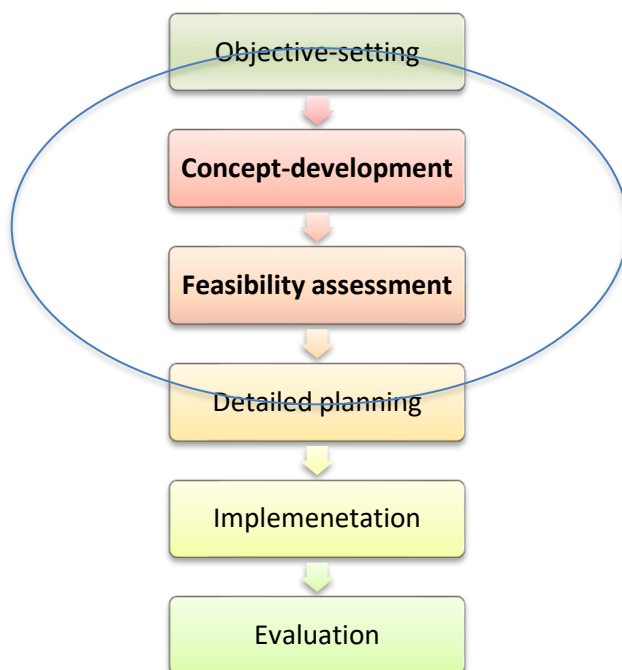 Objective-setting
Concept-development
Feasibility assessment
Detailed planning
Implemenetation
Evaluation